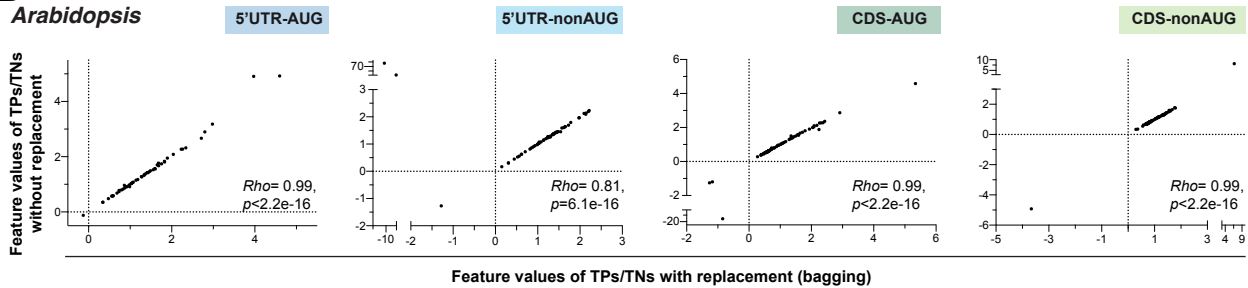 Arabidopsis
5'UTR-AUG
5'UTR-nonAUG
CDS-AUG
CDS-nonAUG
Feature values of TPs/TNs
without replacement
4
2
0
0
2
4
Rho= 0.99,
p<2.2e-16
70
3
2
1
0
-1
-2
-10
-2
-1
0
1
2
3
Rho= 0.81,
p=6.1e-16
6
4
2
0
-2
-20
-2
0
2
4
6
Rho= 0.99,
p<2.2e-16
10
5
2
0
-2
-4
-6
-5
-3
-1
1
3
4
9
Rho= 0.99,
p<2.2e-16
Feature values of TPs/TNs with replacement (bagging)